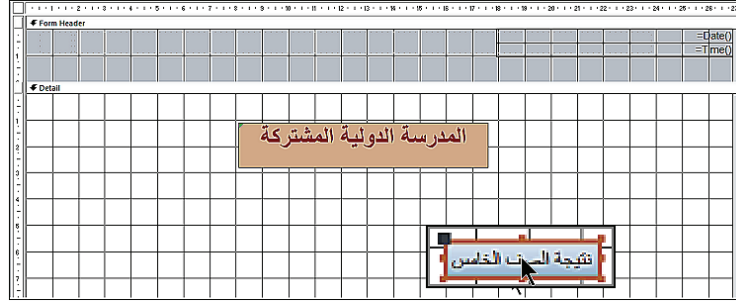 Form Header
=Date()
=Time()
Detail
المدرسة الدولية المشتركة
نتيجة الصف الخامس